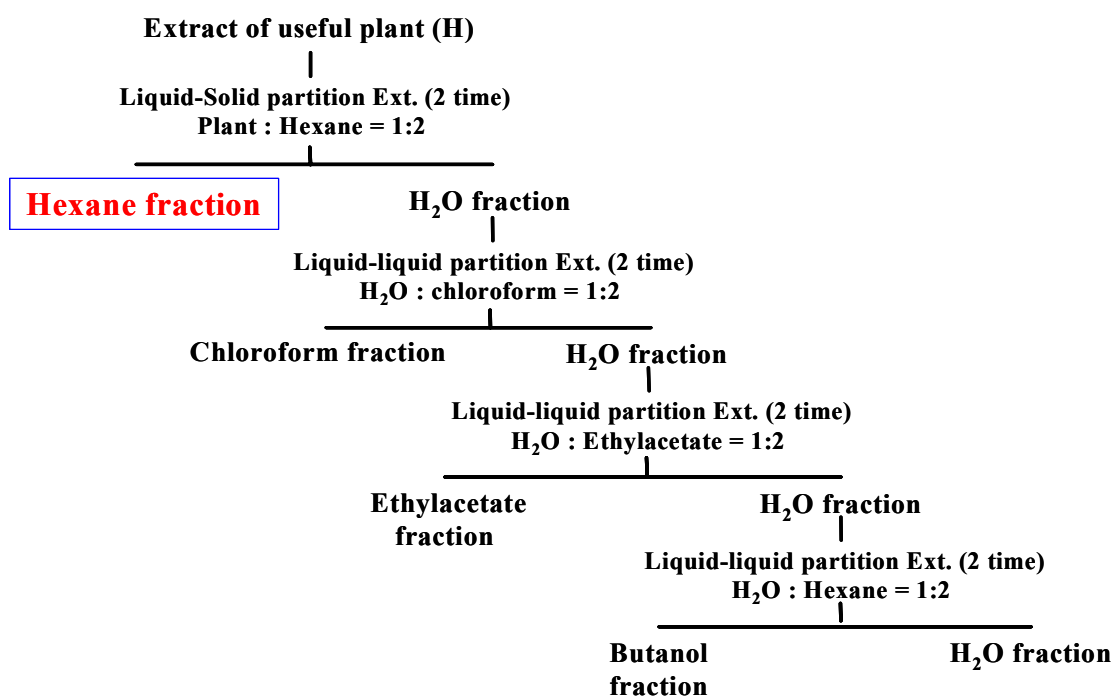 Extract of useful plant (H)
Liquid-Solid partition Ext. (2 time)
Plant : Hexane = 1:2
Hexane fraction
H₂O fraction
Liquid-liquid partition Ext. (2 time)
H₂O : chloroform = 1:2
Chloroform fraction
H₂O fraction
Liquid-liquid partition Ext. (2 time)
H₂O : Ethylacetate = 1:2
Ethylacetate
fraction
H₂O fraction
Liquid-liquid partition Ext. (2 time)
H₂O : Hexane = 1:2
Butanol
fraction
H₂O fraction